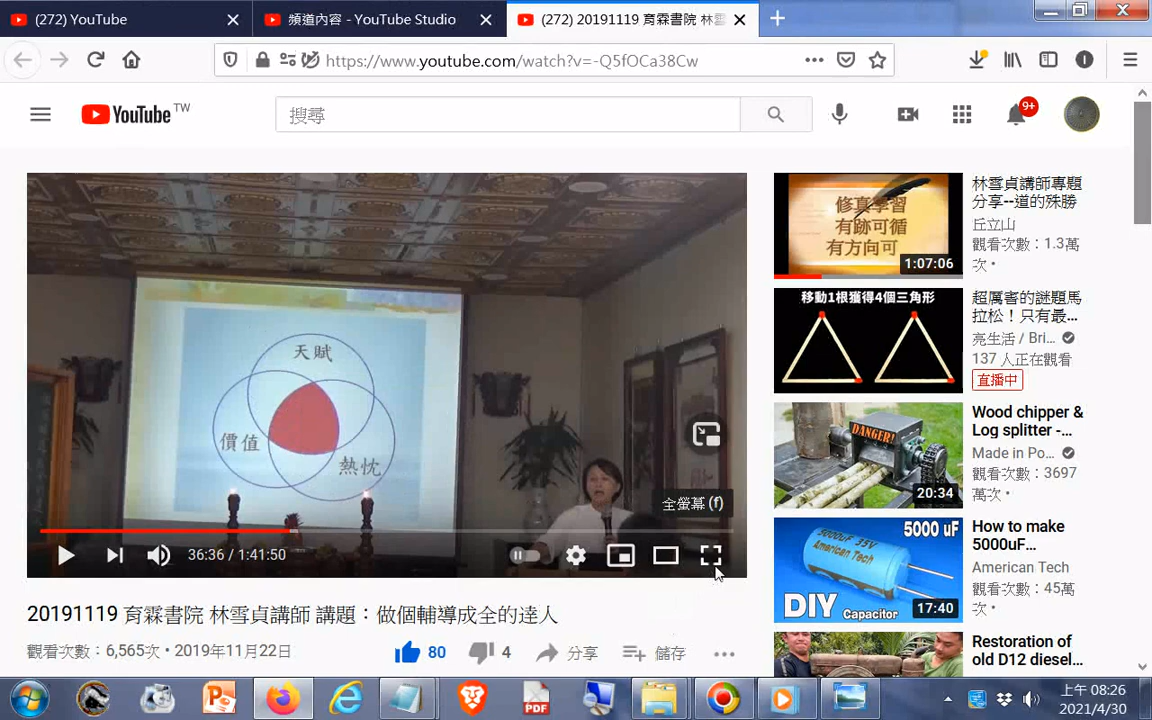 (272) YouTube
頻道內容 - YouTube Studio
(272) 20191119 育霖書院 林雪
https://www.youtube.com/watch?v=-Q5fOCa38Cw
YouTube TW
搜尋
9+
天賦
價值
熱忱
全螢幕 (f)
36:36 / 1:41:50
20191119 育霖書院 林雪貞講師 講題：做個輔導成全的達人
觀看次數：6,565次 • 2019年11月22日
80
4
分享
儲存
修真學習
有跡可循
有方向可
1:07:06
林雪貞講師專題
分享--道的殊勝
丘立山
觀看次數：1.3萬
次 •
移動1根獲得4個三角形
超厲害的謎題馬
拉松！只有最...
亮生活 / Bri...
137 人正在觀看
直播中
DANGER!
20:34
Wood chipper &
Log splitter -...
Made in Po...
觀看次數：3697
萬次 •
5000 uF
5000uF 35V
American Tech
DIY Capacitor
17:40
How to make
5000uF...
American Tech
觀看次數：45萬
次 •
Restoration of
old D12 diesel...
PDF
上午 08:26
2021/4/30